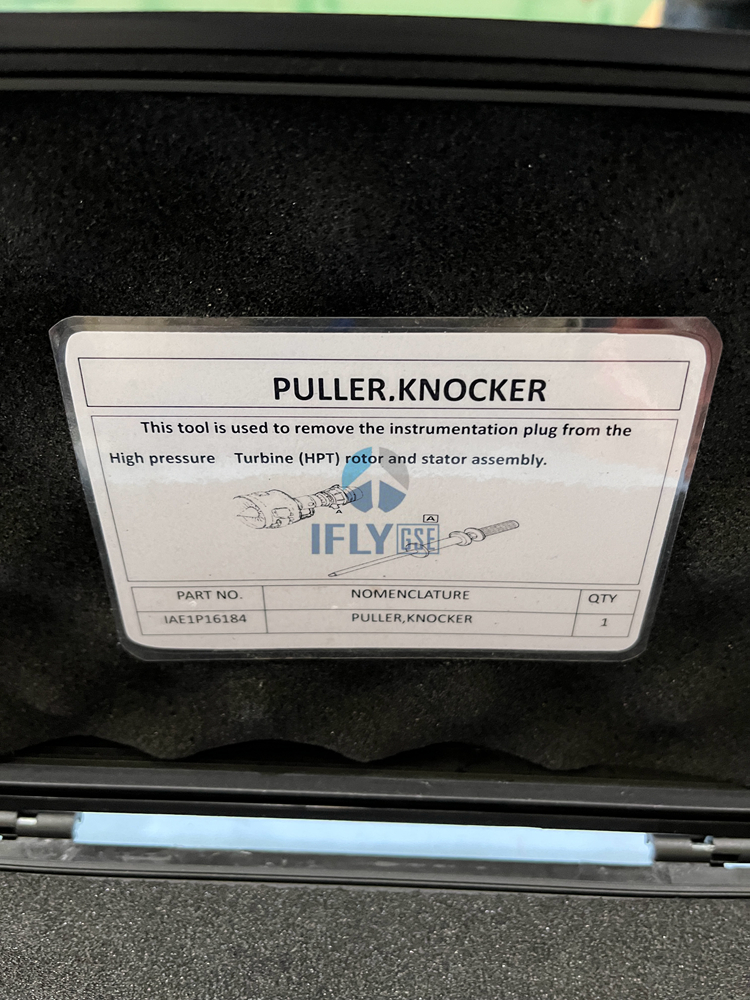 PULLER.KNOCKER
This tool is used to remove the instrumentation plug from the
High pressure Turbine (HPT) rotor and stator assembly.
A
A
IFLY GSE
PART NO. NOMENCLATURE QTY
IAE1P16184 PULLER,KNOCKER 1